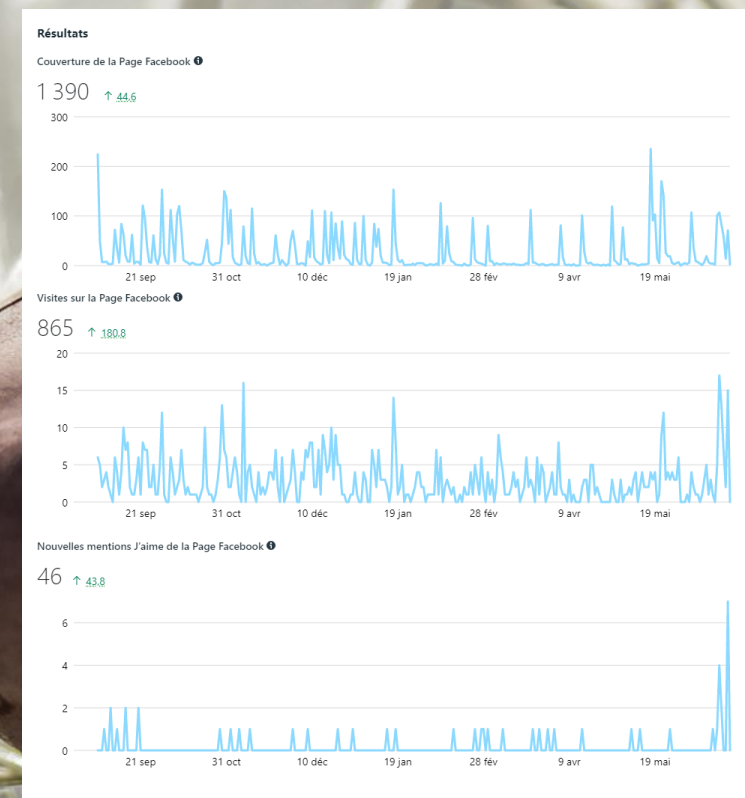 Résultats
Couverture de la Page Facebook
1 390 ↑ 44,6
300
200
100
0
21 sep 31 oct 10 déc 19 jan 28 fév 9 avr 19 mai
Visites sur la Page Facebook
865 ↑ 180,8
20
15
10
5
0
21 sep 31 oct 10 déc 19 jan 28 fév 9 avr 19 mai
Nouvelles mentions J'aime de la Page Facebook
46 ↑ 43,8
6
4
2
0
21 sep 31 oct 10 déc 19 jan 28 fév 9 avr 19 mai